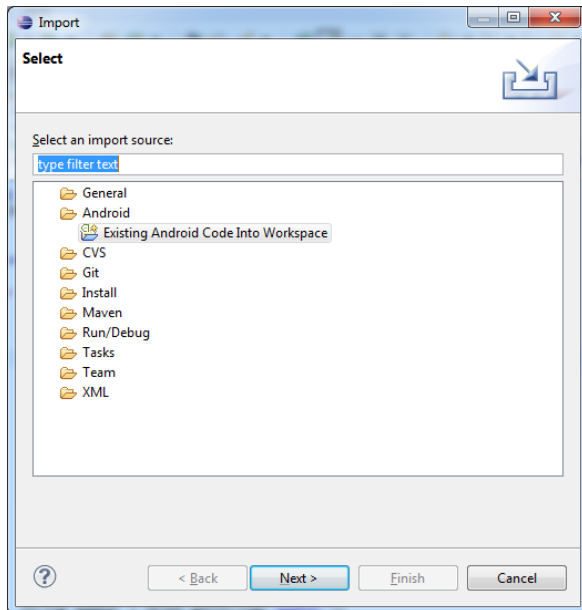 Import
Select
Select an import source:
type filter text
General
Android
Existing Android Code Into Workspace
CVS
Git
Install
Maven
Run/Debug
Tasks
Team
XML
< Back
Next >
Finish
Cancel